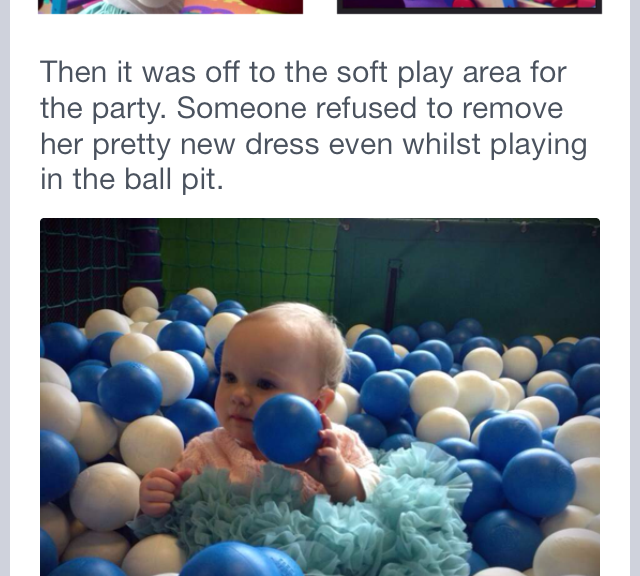 Then it was off to the soft play area for
the party. Someone refused to remove
her pretty new dress even whilst playing
in the ball pit.